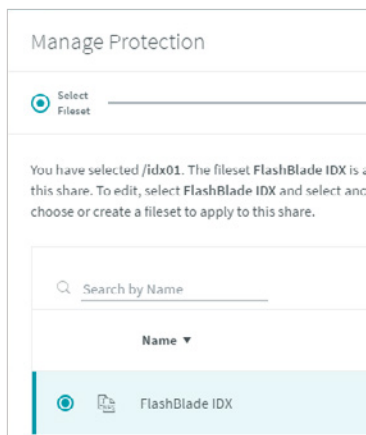 Manage Protection
Select
Fileset
You have selected /idx01. The fileset FlashBlade IDX is
this share. To edit, select FlashBlade IDX and select
choose or create a fileset to apply to this share.
Search by Name
Name ▼
FlashBlade IDX